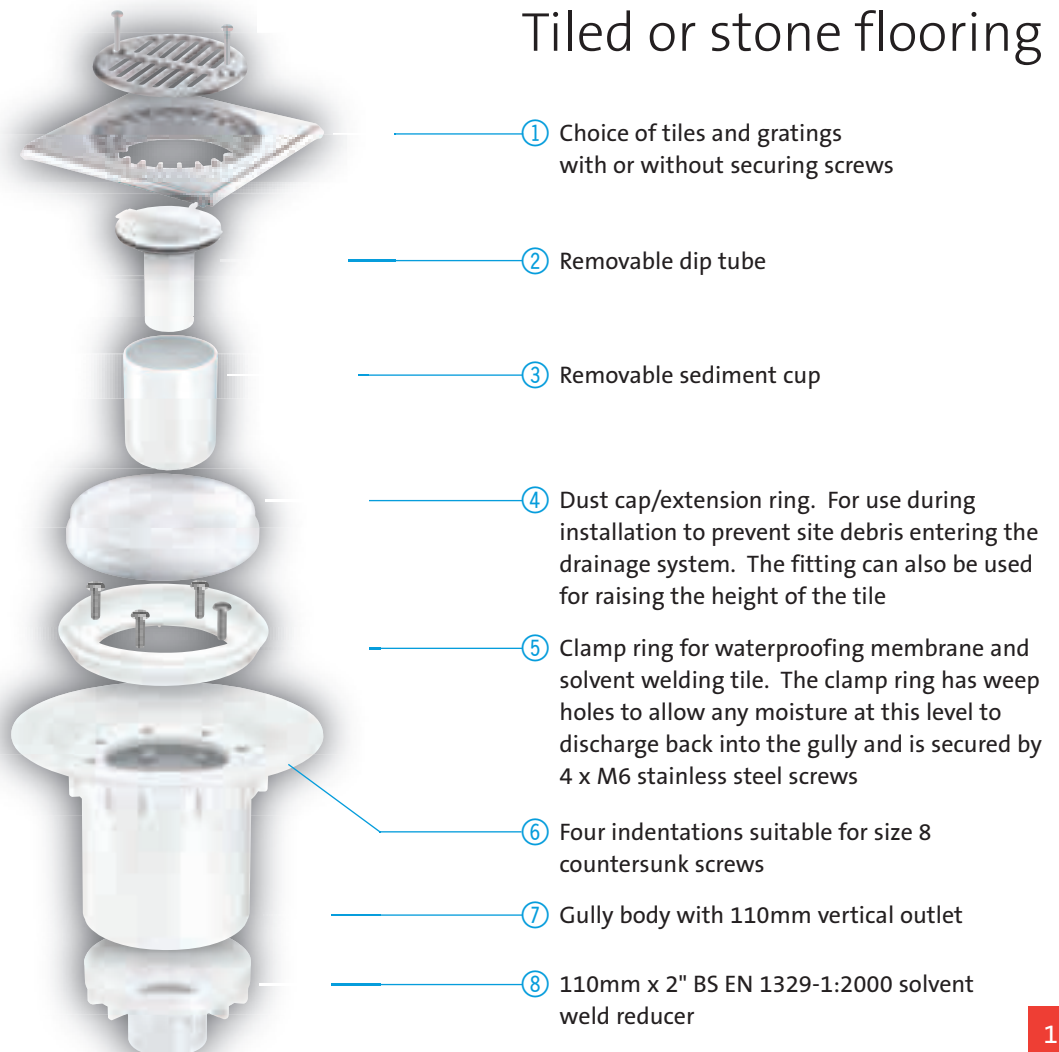 Tiled or stone flooring
① Choice of tiles and gratings
with or without securing screws
② Removable dip tube
③ Removable sediment cup
④ Dust cap/extension ring.  For use during
installation to prevent site debris entering the
drainage system.  The fitting can also be used
for raising the height of the tile
⑤ Clamp ring for waterproofing membrane and
solvent welding tile.  The clamp ring has weep
holes to allow any moisture at this level to
discharge back into the gully and is secured by
4 x M6 stainless steel screws
⑥ Four indentations suitable for size 8
countersunk screws
⑦ Gully body with 110mm vertical outlet
⑧ 110mm x 2" BS EN 1329-1:2000 solvent
weld reducer
1